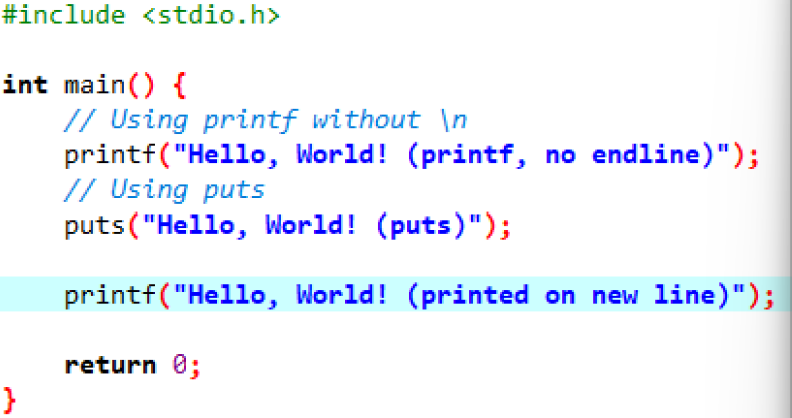 #include <stdio.h>
int main() {
    // Using printf without \n
    printf("Hello, World! (printf, no endline)");
    // Using puts
    puts("Hello, World! (puts)");
    printf("Hello, World! (printed on new line)");
    return 0;
}